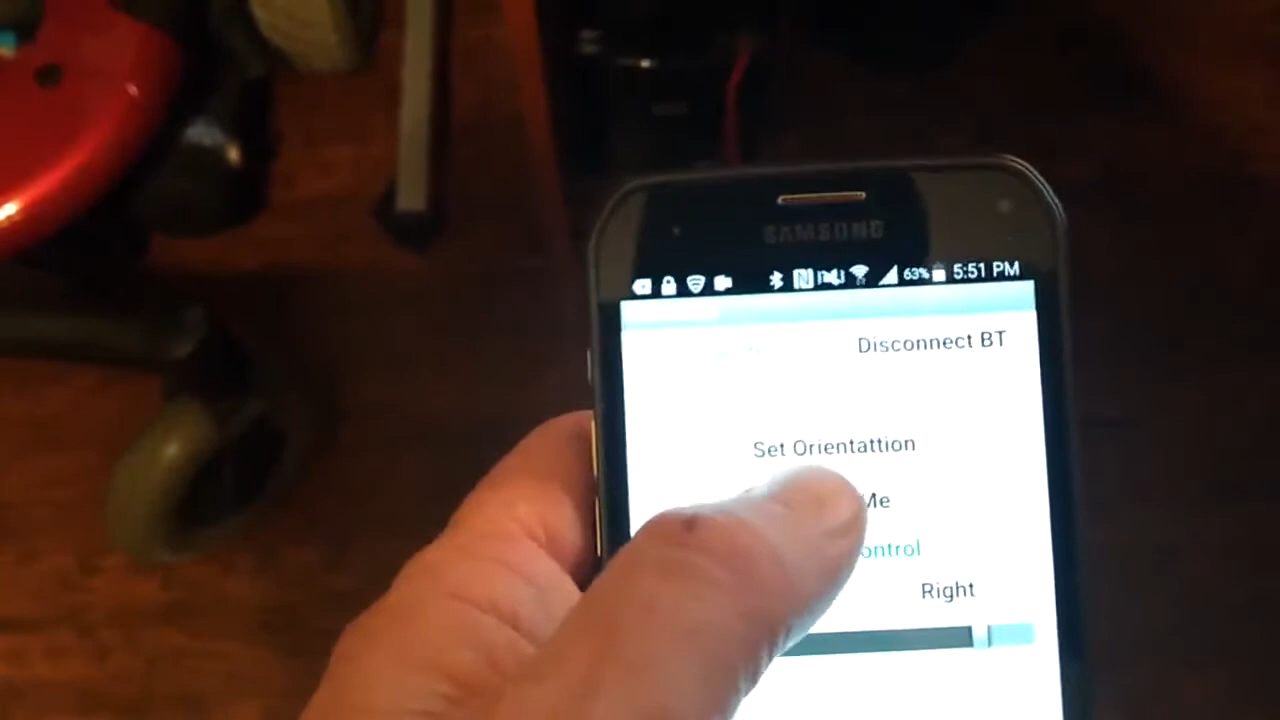 SAMSUNG
63% 5:51 PM
Disconnect BT
Set Orientattion
Me
ontrol
Right